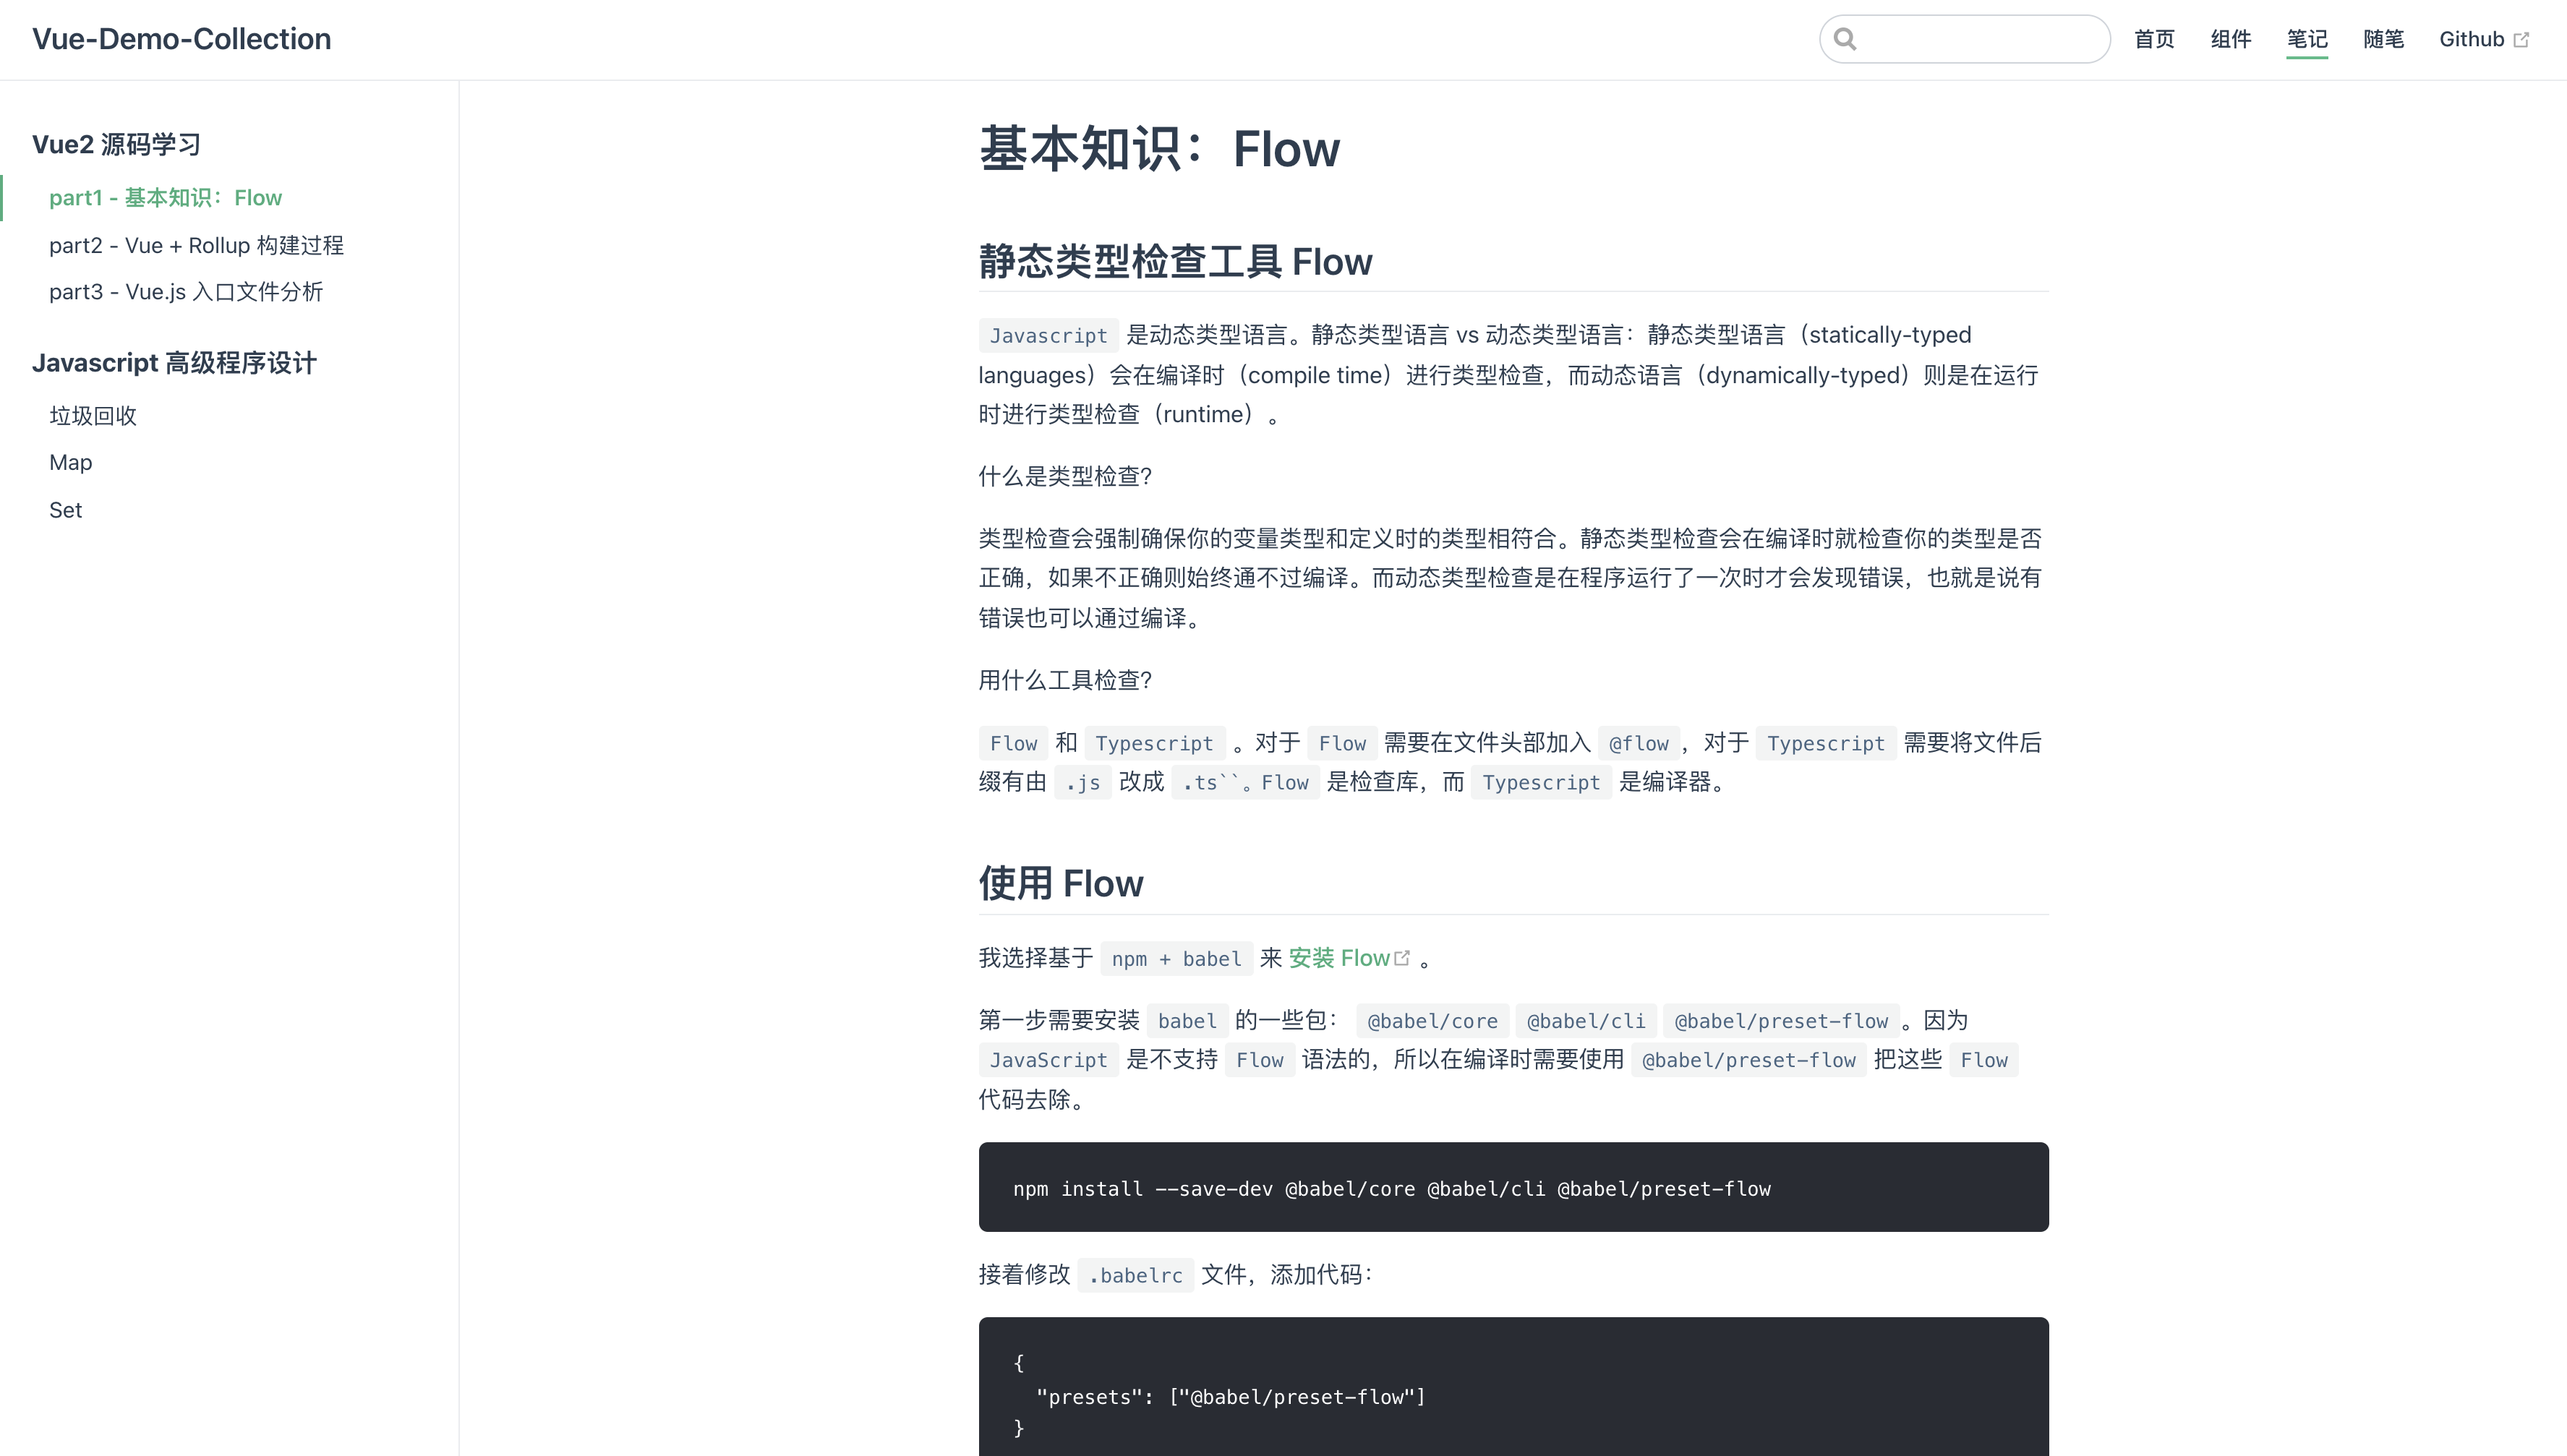 Vue-Demo-Collection
首页 组件 笔记 随笔 Github
Vue2 源码学习
part1 - 基本知识：Flow
part2 - Vue + Rollup 构建过程
part3 - Vue.js 入口文件分析
Javascript 高级程序设计
垃圾回收
Map
Set
基本知识：Flow
静态类型检查工具 Flow
Javascript 是动态类型语言。静态类型语言 vs 动态类型语言：静态类型语言（statically-typed
languages）会在编译时（compile time）进行类型检查，而动态语言（dynamically-typed）则是在运行
时进行类型检查（runtime）。
什么是类型检查?
类型检查会强制确保你的变量类型和定义时的类型相符合。静态类型检查会在编译时就检查你的类型是否
正确，如果不正确则始终通不过编译。而动态类型检查是在程序运行了一次时才会发现错误，也就是说有
错误也可以通过编译。
用什么工具检查?
Flow 和 Typescript 。对于 Flow 需要在文件头部加入 @flow ，对于 Typescript 需要将文件后
缀有由 .js 改成 .ts``。Flow 是检查库，而 Typescript 是编译器。
使用 Flow
我选择基于 npm + babel 来 安装 Flow 。
第一步需要安装 babel 的一些包： @babel/core @babel/cli @babel/preset-flow 。因为
JavaScript 是不支持 Flow 语法的，所以在编译时需要使用 @babel/preset-flow 把这些 Flow
代码去除。
npm install --save-dev @babel/core @babel/cli @babel/preset-flow
接着修改 .babelrc 文件，添加代码：
{
"presets": ["@babel/preset-flow"]
}